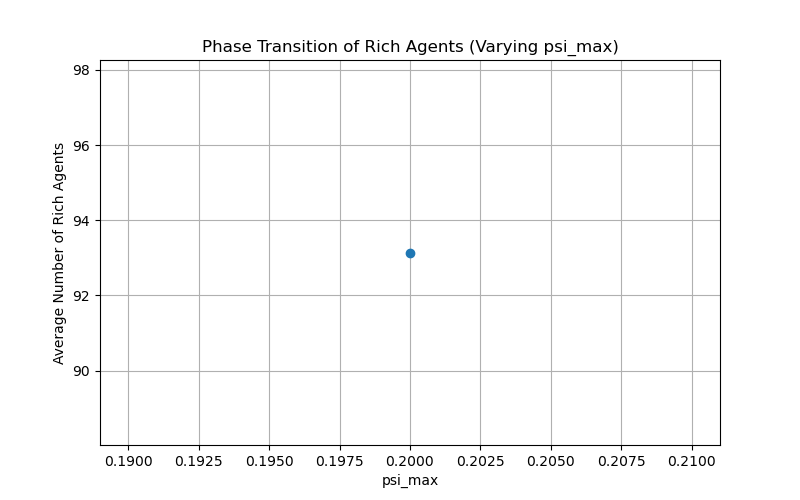 Phase Transition of Rich Agents (Varying psi_max)
Average Number of Rich Agents
98
96
94
92
90
0.1900 0.1925 0.1950 0.1975 0.2000 0.2025 0.2050 0.2075 0.2100
psi_max